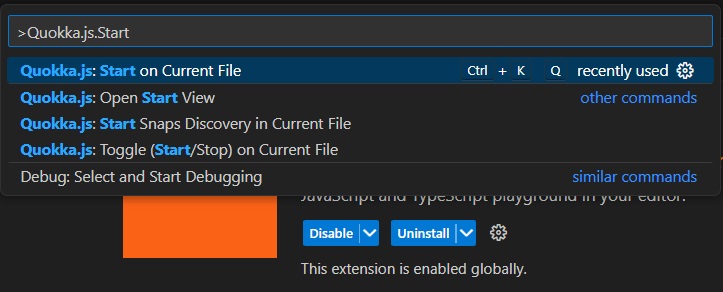 >Quokka.js.Start
Quokka.js: Start on Current File Ctrl + K Q recently used
Quokka.js: Open Start View other commands
Quokka.js: Start Snaps Discovery in Current File
Quokka.js: Toggle (Start/Stop) on Current File
Debug: Select and Start Debugging similar commands
JavaScript and TypeScript playground in your editor.
Disable Uninstall
This extension is enabled globally.